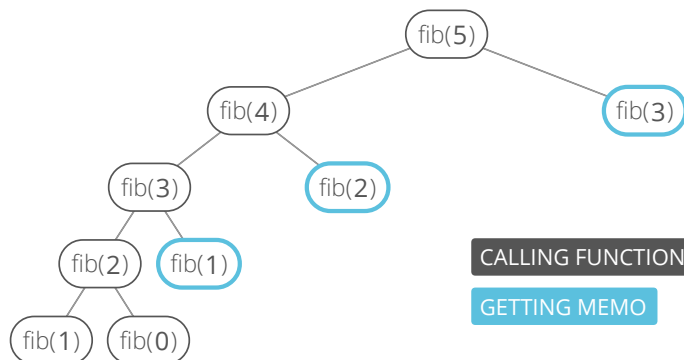 fib(5)
fib(4)
fib(3)
fib(3)
fib(2)
fib(2)
fib(1)
CALLING FUNCTION
GETTING MEMO
fib(1)
fib(0)